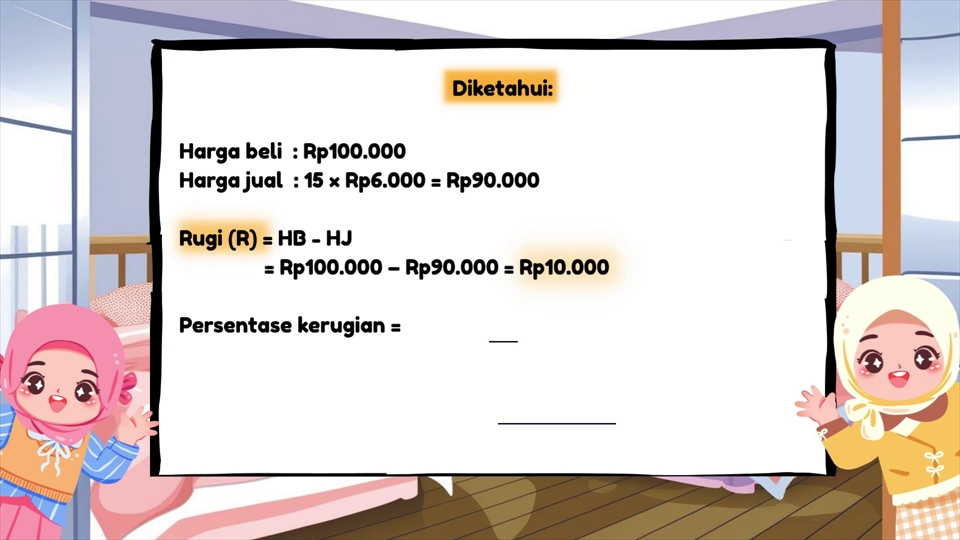 Diketahui:
Harga beli : Rp100.000
Harga jual : 15 × Rp6.000 = Rp90.000
Rugi (R) = HB - HJ
= Rp100.000 – Rp90.000 = Rp10.000
Persentase kerugian =